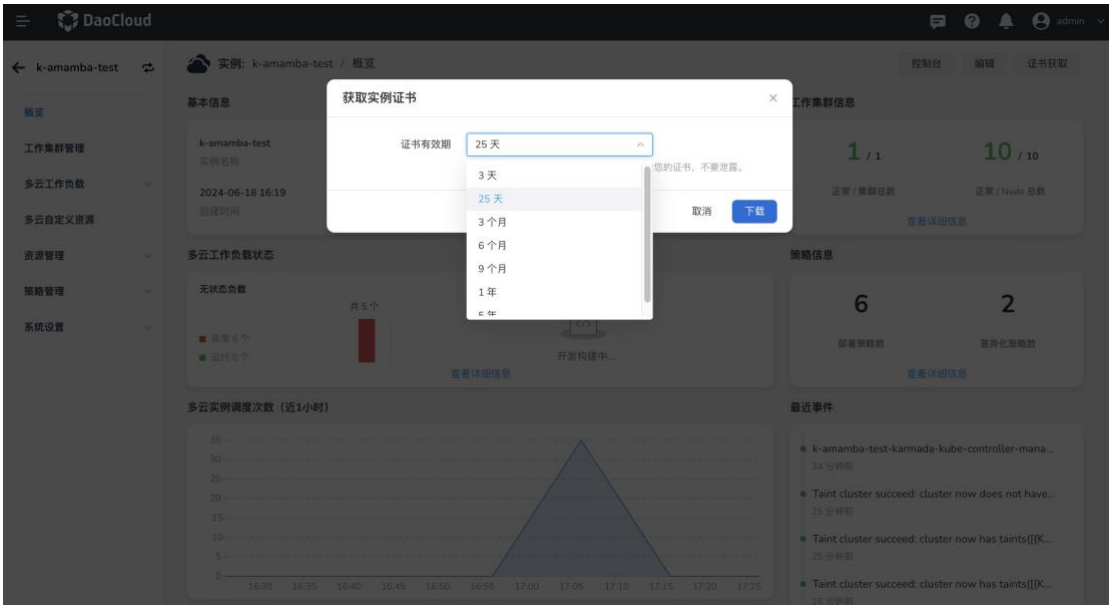 DaoCloud
admin
k-amamba-test
实例: k-amamba-test / 概览
控制台
编辑
证书获取
概览
工作集群管理
多云工作负载
多云自定义资源
资源管理
策略管理
系统设置
基本信息
k-amamba-test
实例名称
2024-06-18 16:19
创建时间
获取实例证书
证书有效期
25 天
您的证书，不要泄露。
3 天
25 天
3 个月
6 个月
9 个月
1 年
5 年
取消
下载
工作集群信息
1 / 1
正常 / 集群总数
10 / 10
正常 / Node 总数
查看详细信息
多云工作负载状态
无状态负载
共 5 个
运行 0 个
开发构建中...
查看详细信息
策略信息
6
部署策略数
2
差异化策略数
查看详细信息
多云实例调度次数（近1小时）
35
30
25
20
15
10
5
0
16:30 16:35 16:40 16:45 16:50 16:55 17:00 17:05 17:10 17:15 17:20 17:25
最近事件
k-amamba-test-karmada-kube-controller-mana...
Taint cluster succeed: cluster now does not have...
25 分钟前
Taint cluster succeed: cluster now has taints([{K...
25 分钟前
Taint cluster succeed: cluster now has taints([{K...